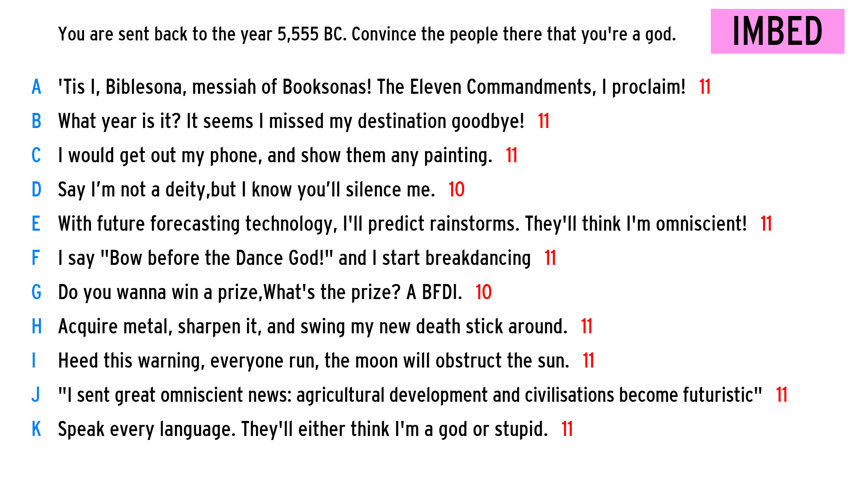 You are sent back to the year 5,555 BC. Convince the people there that you're a god.
IMBED
A 'Tis I, Biblesona, messiah of Booksonas! The Eleven Commandments, I proclaim! 11
B What year is it? It seems I missed my destination goodbye! 11
C I would get out my phone, and show them any painting. 11
D Say I’m not a deity,but I know you’ll silence me. 10
E With future forecasting technology, I'll predict rainstorms. They'll think I'm omniscient! 11
F I say "Bow before the Dance God!" and I start breakdancing 11
G Do you wanna win a prize,What's the prize? A BFDI. 10
H Acquire metal, sharpen it, and swing my new death stick around. 11
I Heed this warning, everyone run, the moon will obstruct the sun. 11
J "I sent great omniscient news: agricultural development and civilisations become futuristic" 11
K Speak every language. They'll either think I'm a god or stupid. 11